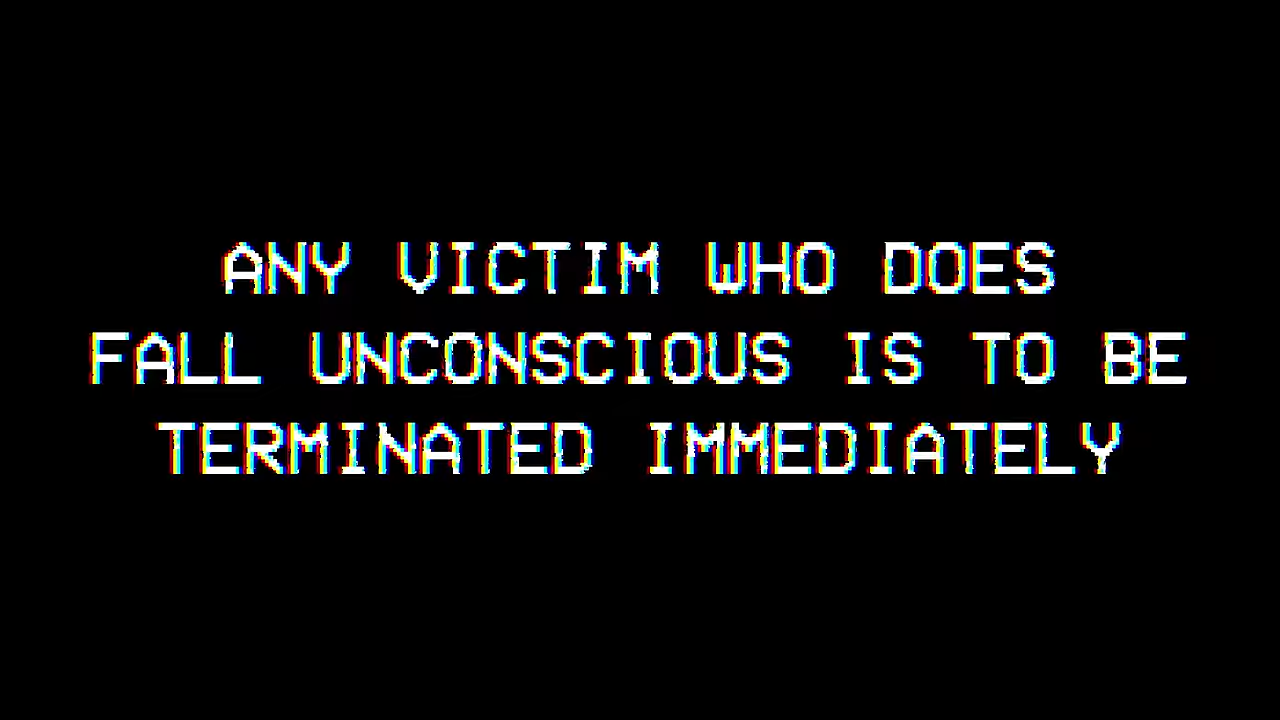 ANY VICTIM WHO DOES
FALL UNCONSCIOUS IS TO BE
TERMINATED IMMEDIATELY